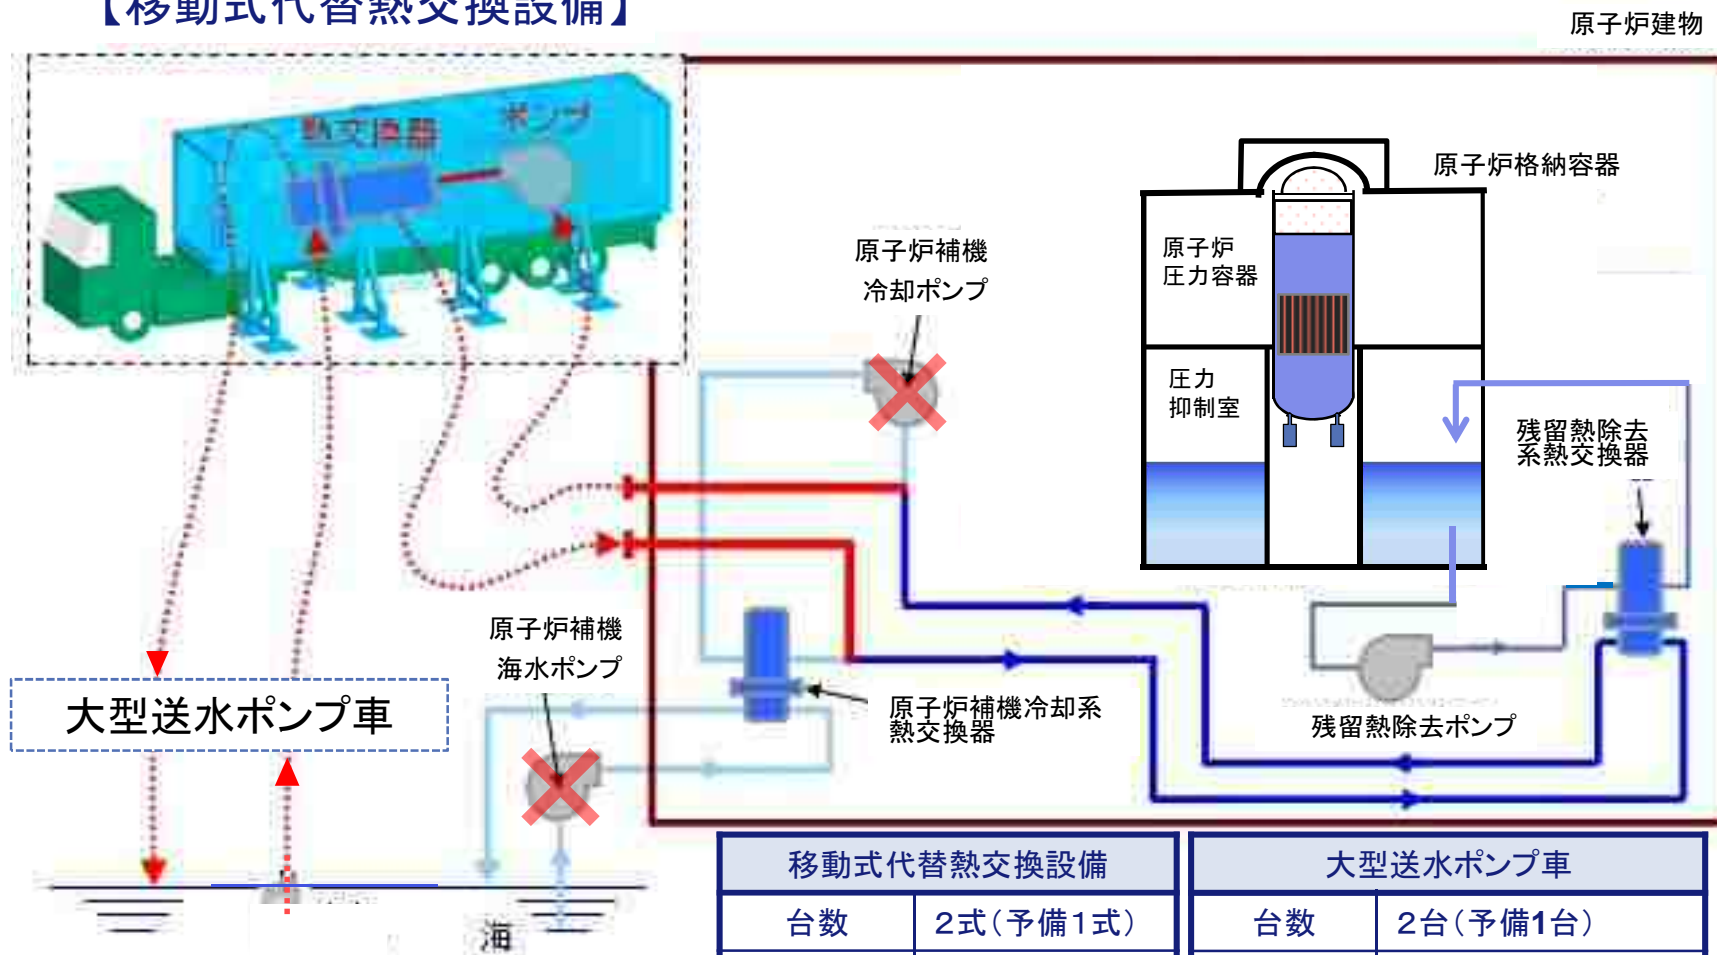 【移動式代替熱交換設備】
原子炉建物
熱交換器
ポンプ
原子炉格納容器
原子炉
圧力容器
原子炉補機
冷却ポンプ
圧力
抑制室
残留熱除去
系熱交換器
原子炉補機
海水ポンプ
大型送水ポンプ車
原子炉補機冷却系
熱交換器
残留熱除去ポンプ
海
移動式代替熱交換設備
台数
2式(予備1式)
大型送水ポンプ車
台数
2台(予備1台)